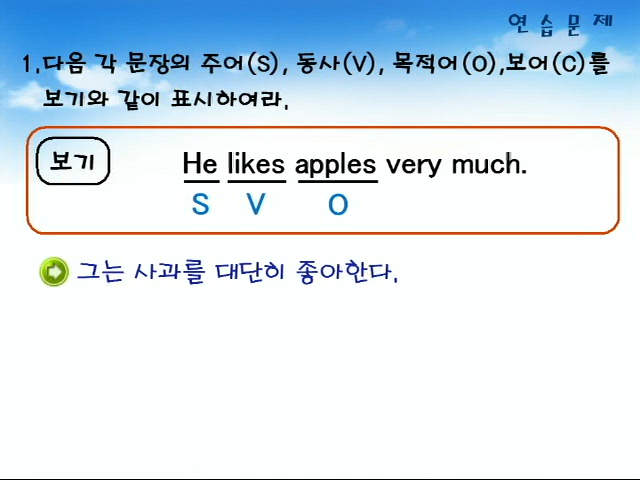 연습문제
1. 다음 각 문장의 주어(S), 동사(V), 목적어(O),보어(C)를
보기와 같이 표시하여라.
보기 He likes apples very much.
S V O
그는 사과를 대단히 좋아한다.